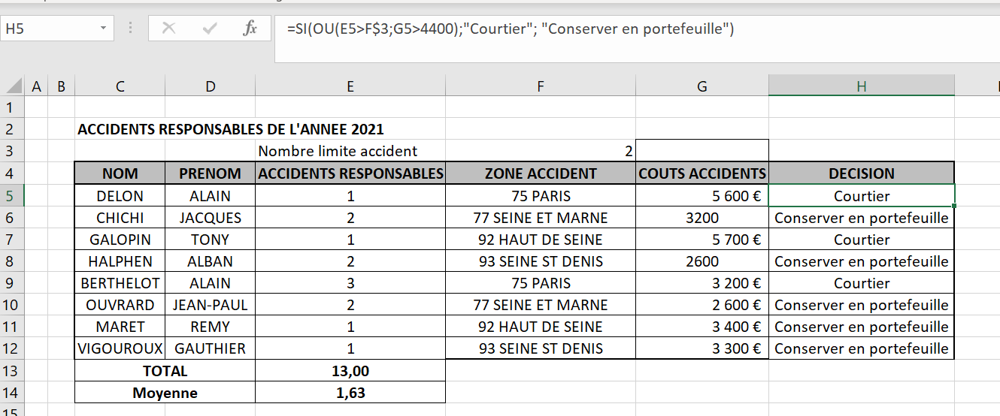 H5 fx =SI(OU(E5>F$3;G5>4400);"Courtier"; "Conserver en portefeuille")
A B C D E F G H
1
2 ACCIDENTS RESPONSABLES DE L'ANNEE 2021
3 Nombre limite accident 2
4 NOM PRENOM ACCIDENTS RESPONSABLES ZONE ACCIDENT COUTS ACCIDENTS DECISION
5 DELON ALAIN 1 75 PARIS 5 600 € Courtier
6 CHICHI JACQUES 2 77 SEINE ET MARNE 3200 Conserver en portefeuille
7 GALOPIN TONY 1 92 HAUT DE SEINE 5 700 € Courtier
8 HALPHEN ALBAN 2 93 SEINE ST DENIS 2600 Conserver en portefeuille
9 BERTHELOT ALAIN 3 75 PARIS 3 200 € Courtier
10 OUVRARD JEAN-PAUL 2 77 SEINE ET MARNE 2 600 € Conserver en portefeuille
11 MARET REMY 1 92 HAUT DE SEINE 3 400 € Conserver en portefeuille
12 VIGOUROUX GAUTHIER 1 93 SEINE ST DENIS 3 300 € Conserver en portefeuille
13 TOTAL 13,00
14 Moyenne 1,63
15